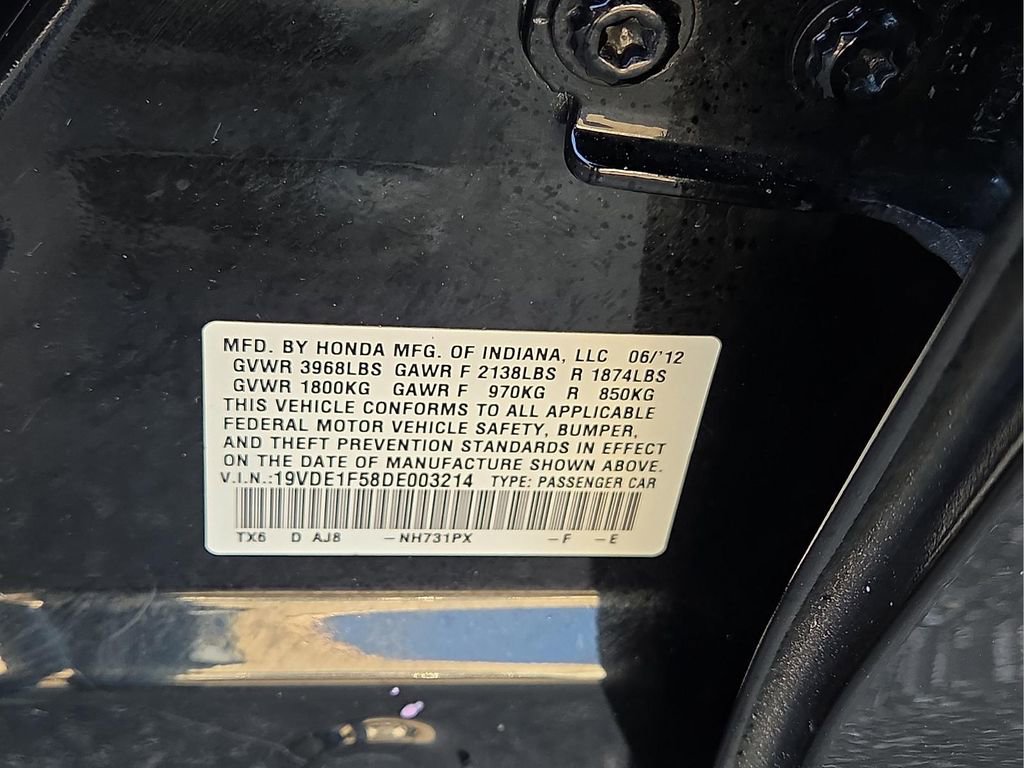 MFD. BY HONDA MFG. OF INDIANA, LLC 06/'12
GVWR 3968LBS GAWR F 2138LBS R 1874LBS
GVWR 1800KG GAWR F 970KG R 850KG
THIS VEHICLE CONFORMS TO ALL APPLICABLE
FEDERAL MOTOR VEHICLE SAFETY, BUMPER,
AND THEFT PREVENTION STANDARDS IN EFFECT
ON THE DATE OF MANUFACTURE SHOWN ABOVE.
V.I.N.:19VDE1F58DE003214 TYPE: PASSENGER CAR
TX6 D AJ8 -NH731PX -F -E